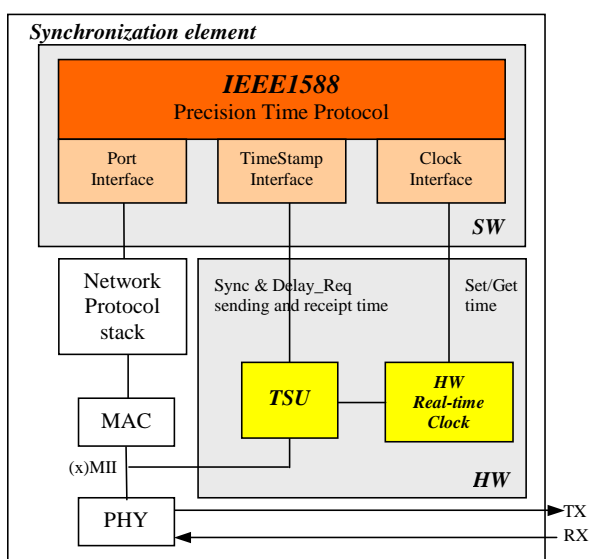 Synchronization element
IEEE1588
Precision Time Protocol
Port
Interface
TimeStamp
Interface
Clock
Interface
SW
Network
Protocol
stack
Sync & Delay_Req
sending and receipt time
Set/Get
time
TSU
HW
Real-time
Clock
MAC
(x)MII
HW
PHY
TX
RX